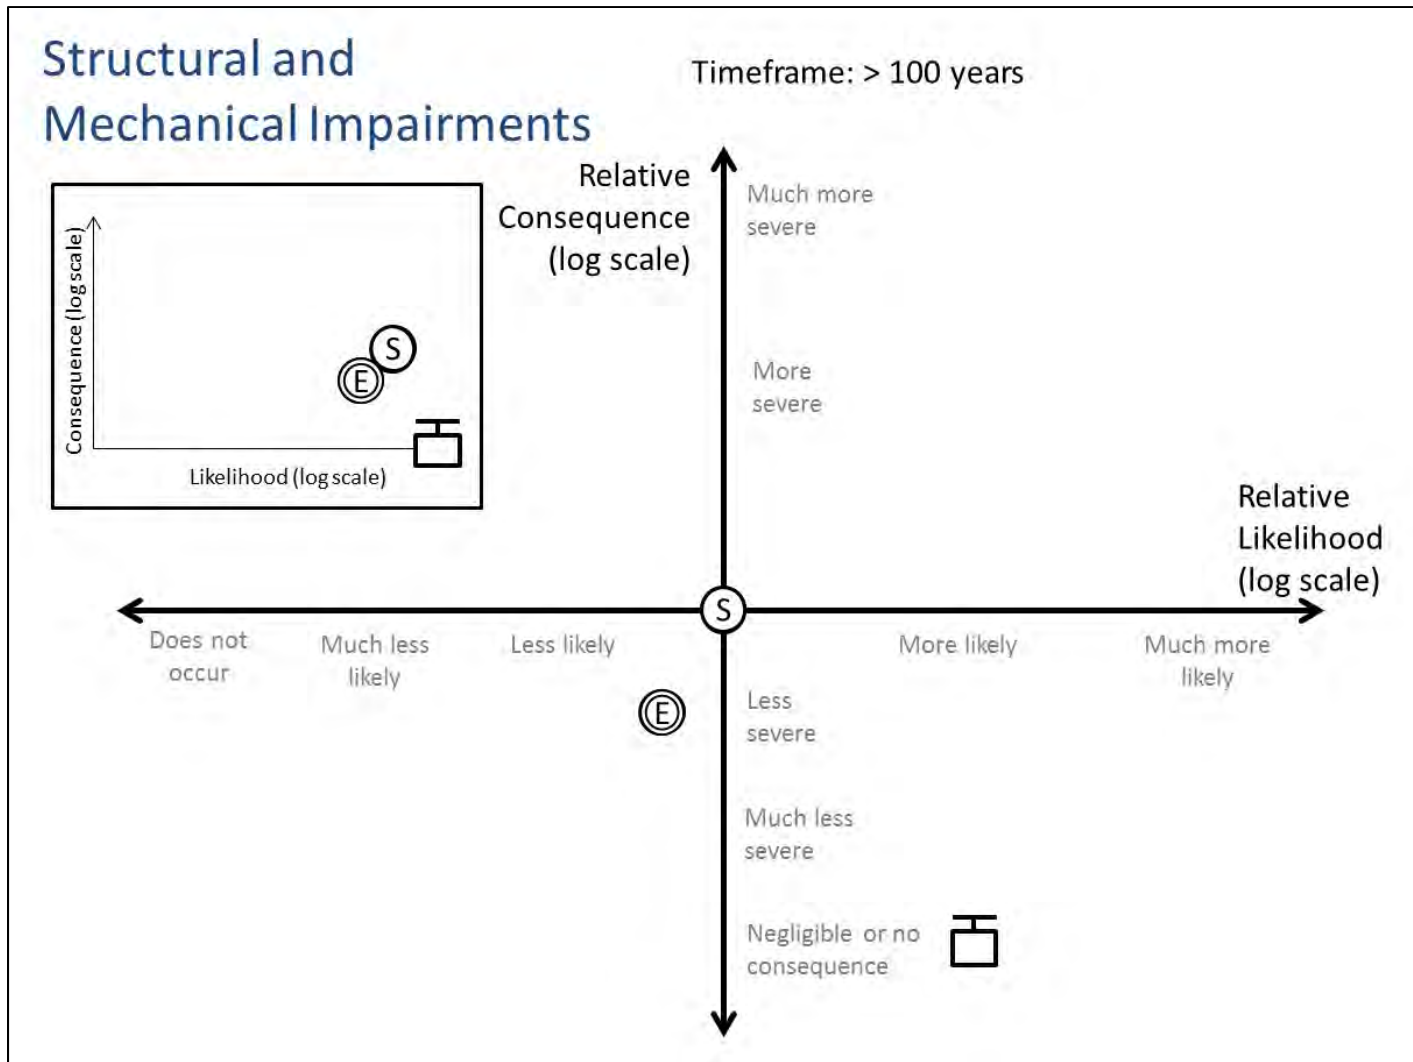 Structural and
Mechanical Impairments
Timeframe: > 100 years
Consequence (log scale)
S
E
Likelihood (log scale)
Relative
Consequence
(log scale)
Much more
severe
More
severe
Relative
Likelihood
(log scale)
S
Does not
occur
Much less
likely
Less likely
More likely
Much more
likely
E
Less
severe
Much less
severe
Negligible or no
consequence